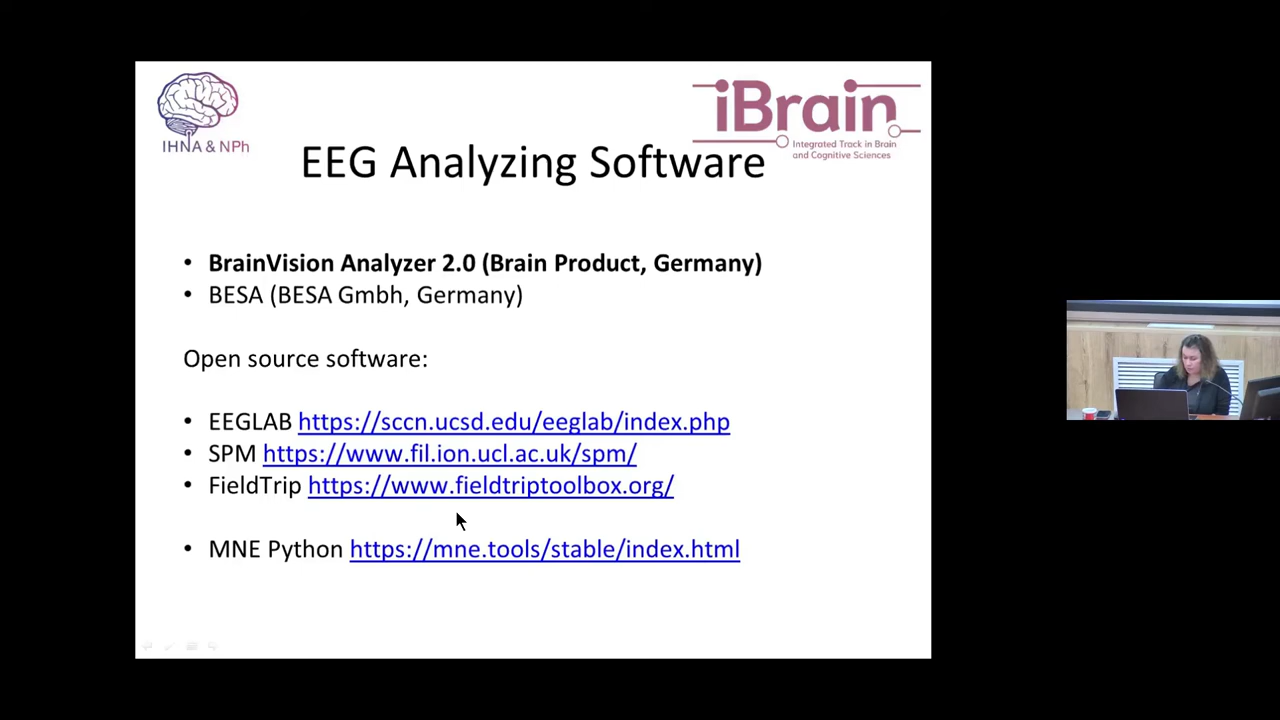 IHNA & NPh
iBrain
Integrated Track in Brain
and Cognitive Sciences
EEG Analyzing Software
• BrainVision Analyzer 2.0 (Brain Product, Germany)
• BESA (BESA Gmbh, Germany)
Open source software:
• EEGLAB https://sccn.ucsd.edu/eeglab/index.php
• SPM https://www.fil.ion.ucl.ac.uk/spm/
• FieldTrip https://www.fieldtriptoolbox.org/
• MNE Python https://mne.tools/stable/index.html